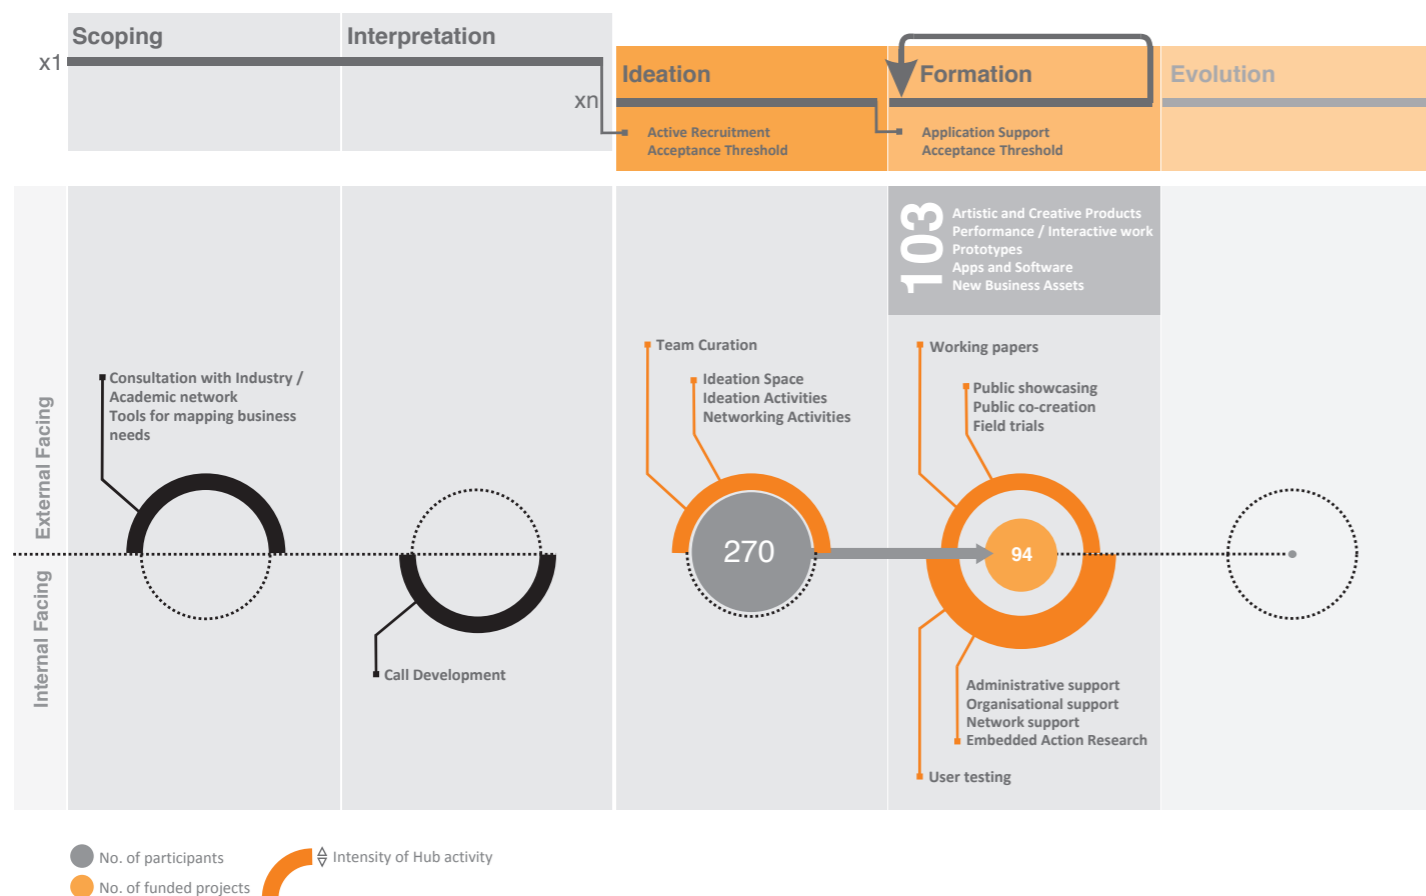 Scoping
Interpretation
x1
Ideation
Formation
Evolution
xn
Active Recruitment
Acceptance Threshold
Application Support
Acceptance Threshold
103
Artistic and Creative Products
Performance / Interactive work
Prototypes
Apps and Software
New Business Assets
External Facing
Internal Facing
Consultation with Industry /
Academic network
Tools for mapping business
needs
Call Development
Team Curation
Ideation Space
Ideation Activities
Networking Activities
270
Working papers
Public showcasing
Public co-creation
Field trials
94
Administrative support
Organisational support
Network support
Embedded Action Research
User testing
No. of participants
Intensity of Hub activity
No. of funded projects